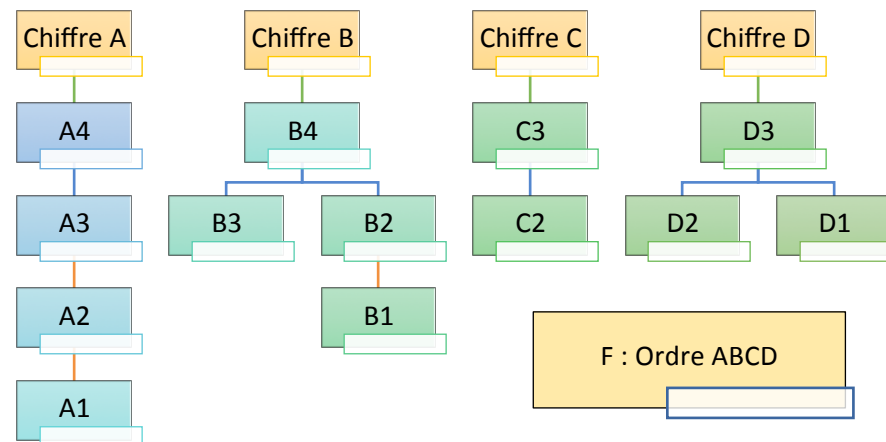 Chiffre A
Chiffre B
Chiffre C
Chiffre D
A4
B4
C3
D3
A3
B3
B2
C2
D2
D1
A2
B1
A1
F : Ordre ABCD